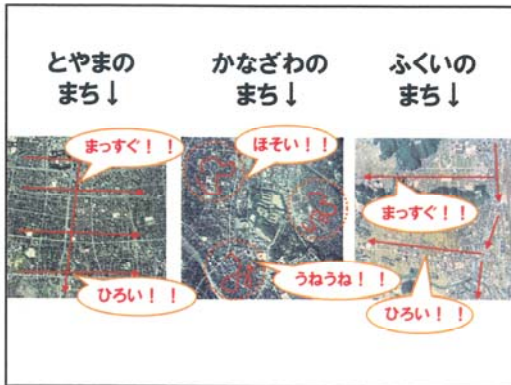 とやまの
まち↓
かなざわの
まち↓
ふくいの
まち↓
まっすぐ！！
ひろい！！
ほそい！！
うねうね！！
まっすぐ！！
ひろい！！